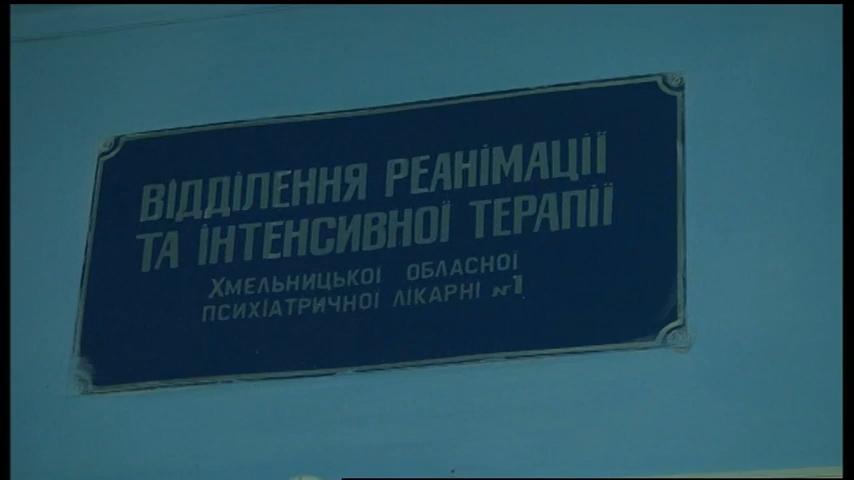 ВІДДІЛЕННЯ РЕАНІМАЦІЇ
ТА ІНТЕНСИВНОЇ ТЕРАПІЇ
ХМЕЛЬНИЦЬКОЇ ОБЛАСНОЇ
ПСИХІАТРИЧНОЇ ЛІКАРНІ №1